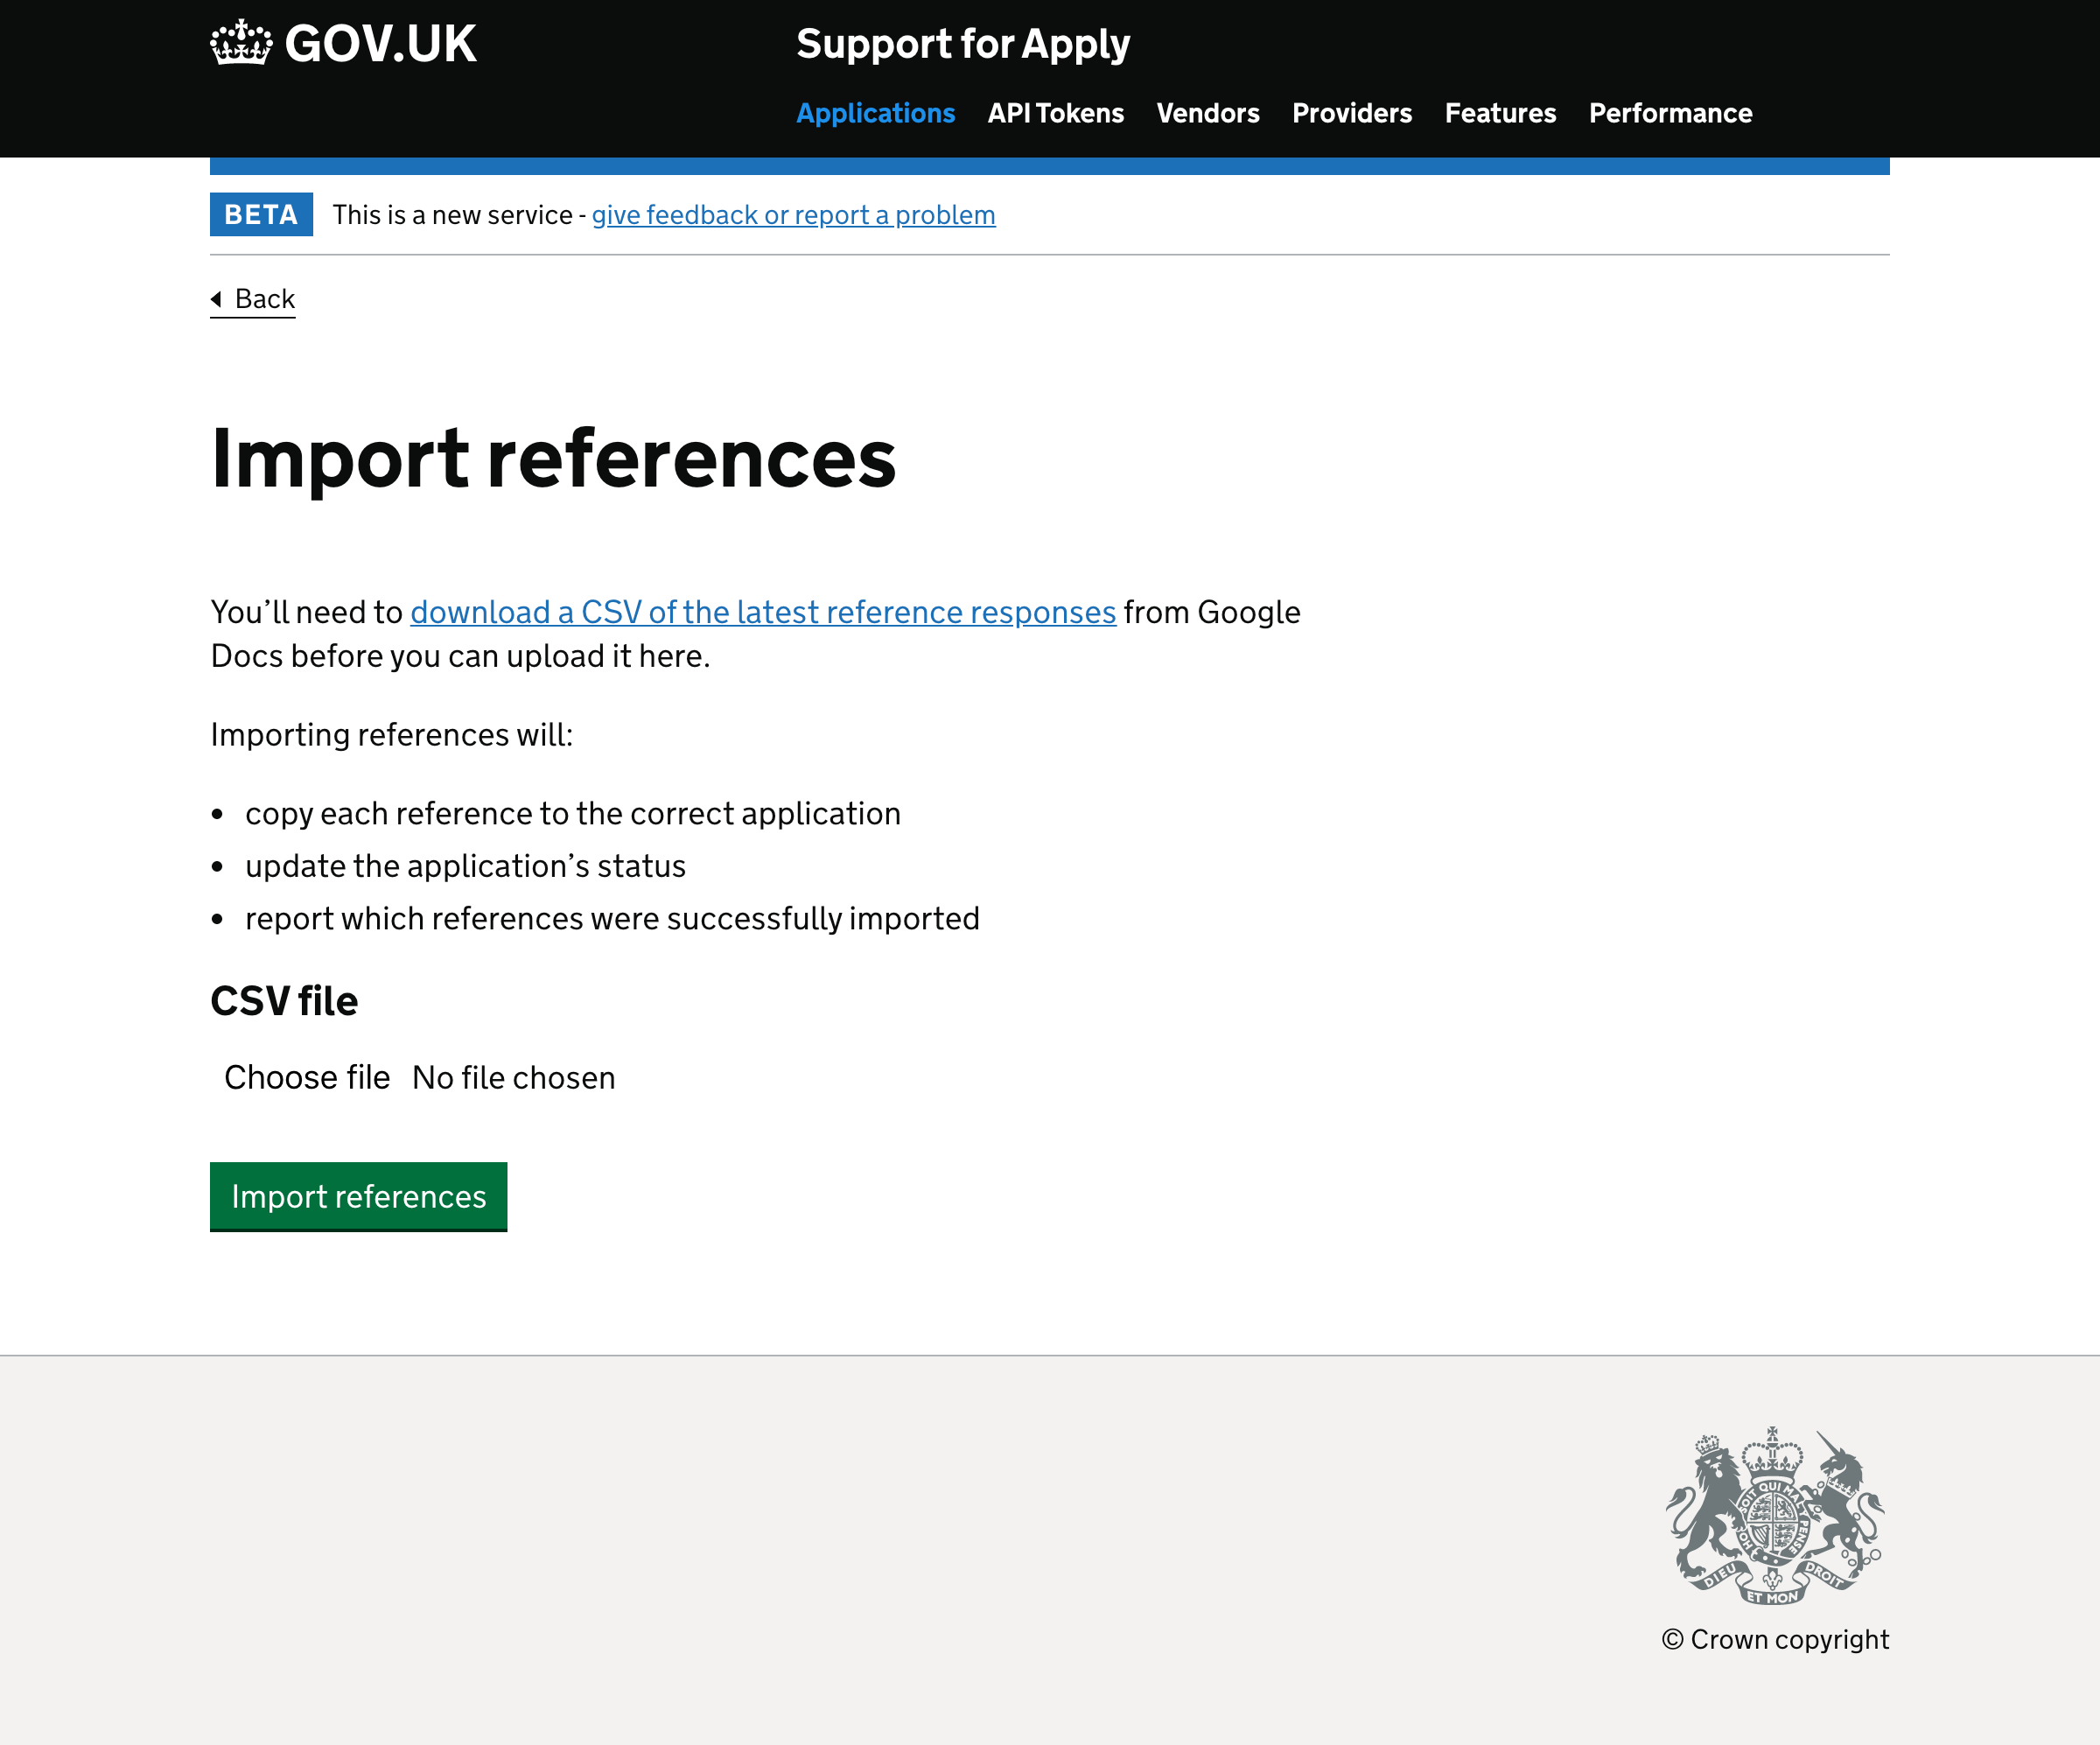 GOV.UK
Support for Apply
Applications API Tokens Vendors Providers Features Performance
BETA This is a new service - give feedback or report a problem
Back
Import references
You’ll need to download a CSV of the latest reference responses from Google
Docs before you can upload it here.
Importing references will:
• copy each reference to the correct application
• update the application’s status
• report which references were successfully imported
CSV file
Choose file No file chosen
Import references
SOIT QUI MAL Y PENSE
HO
DIEU ET MON DROIT
© Crown copyright